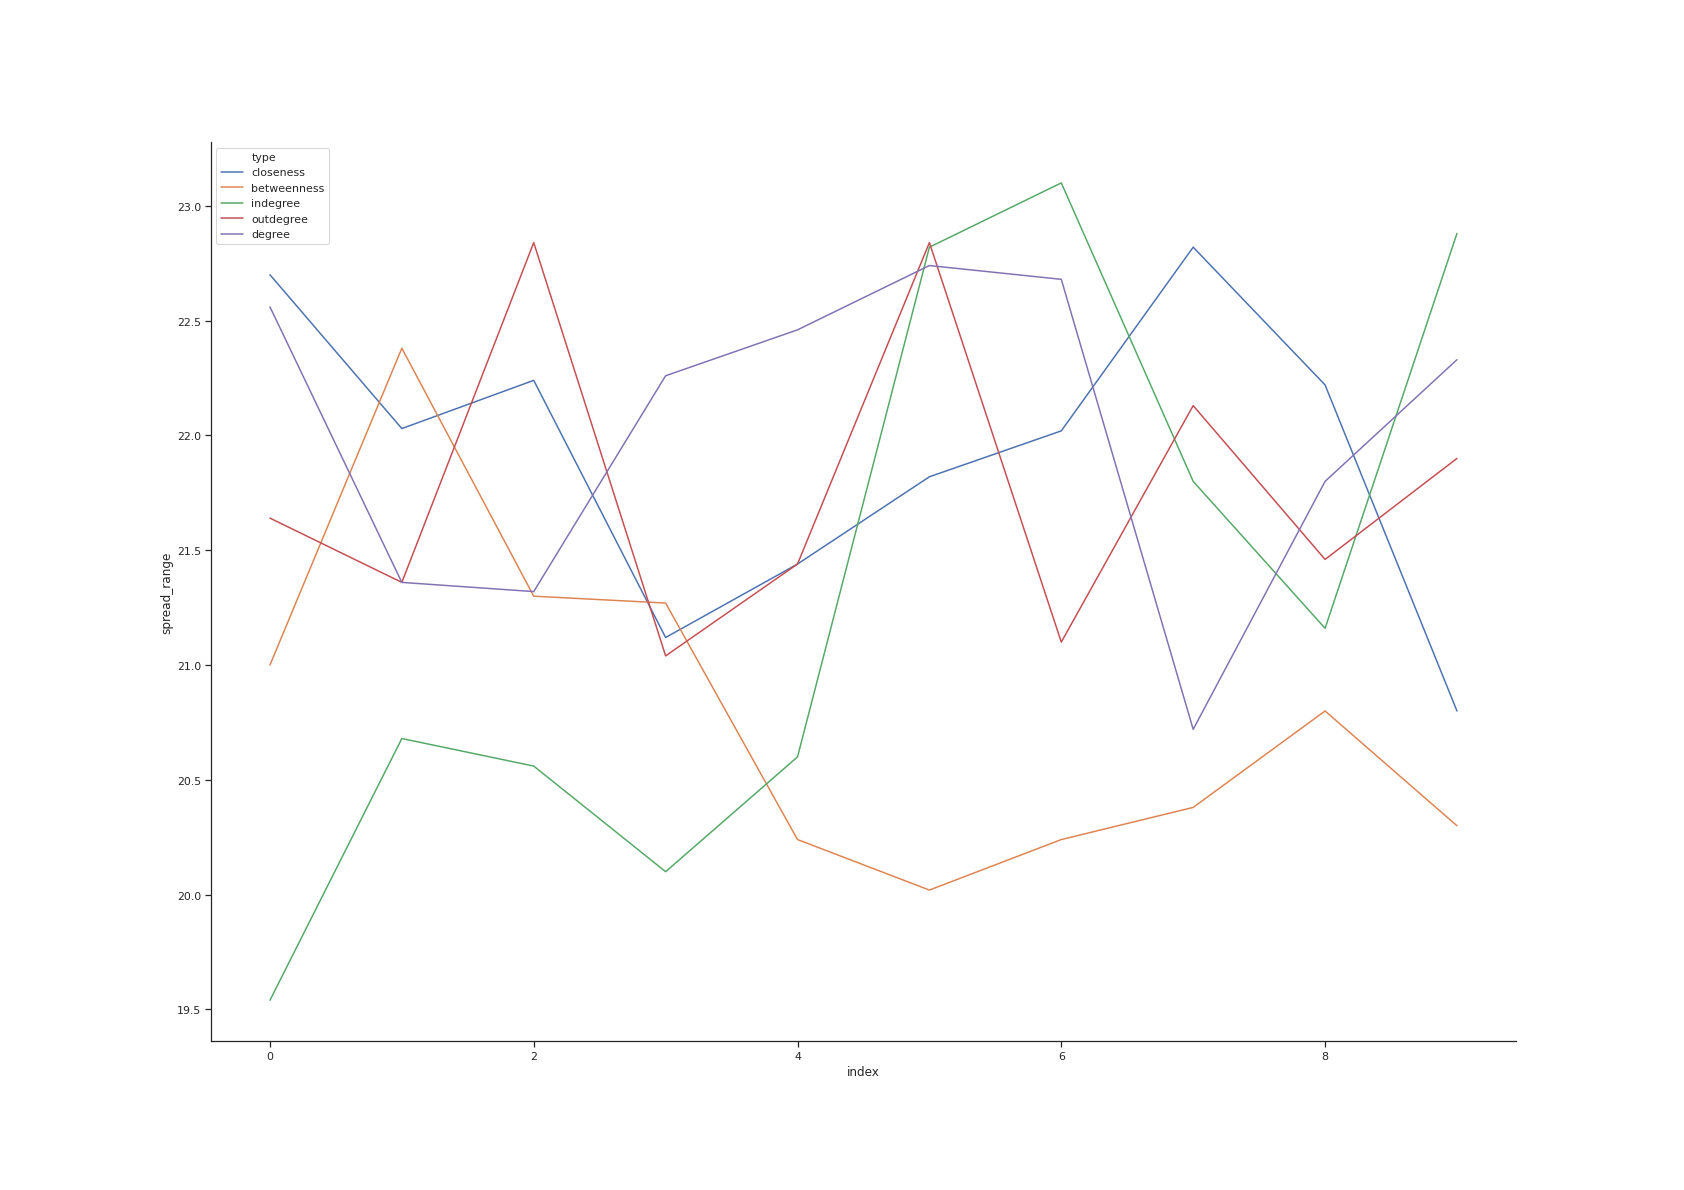 type
closeness
betweenness
indegree
outdegree
degree
23.0
22.5
22.0
21.5
21.0
20.5
20.0
19.5
spread_range
0 2 4 6 8
index